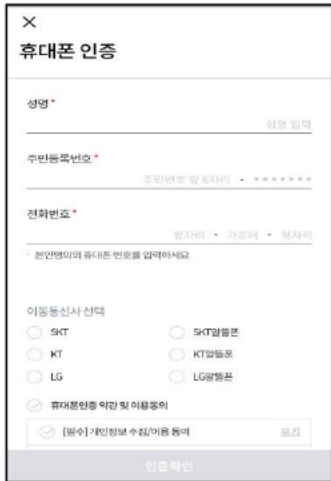 ×
휴대폰 인증
성명 *
성명 입력
주민등록번호 *
주민번호 앞 6자리 - *******
전화번호 *
앞자리 - 가운데 - 뒷자리
· 본인명의의 휴대폰 번호를 입력하세요
이동통신사 선택
SKT SKT알뜰폰
KT KT알뜰폰
LG LG알뜰폰
휴대폰인증 약관 및 이용동의
[필수] 개인정보 수집/이용 동의 보기
인증확인